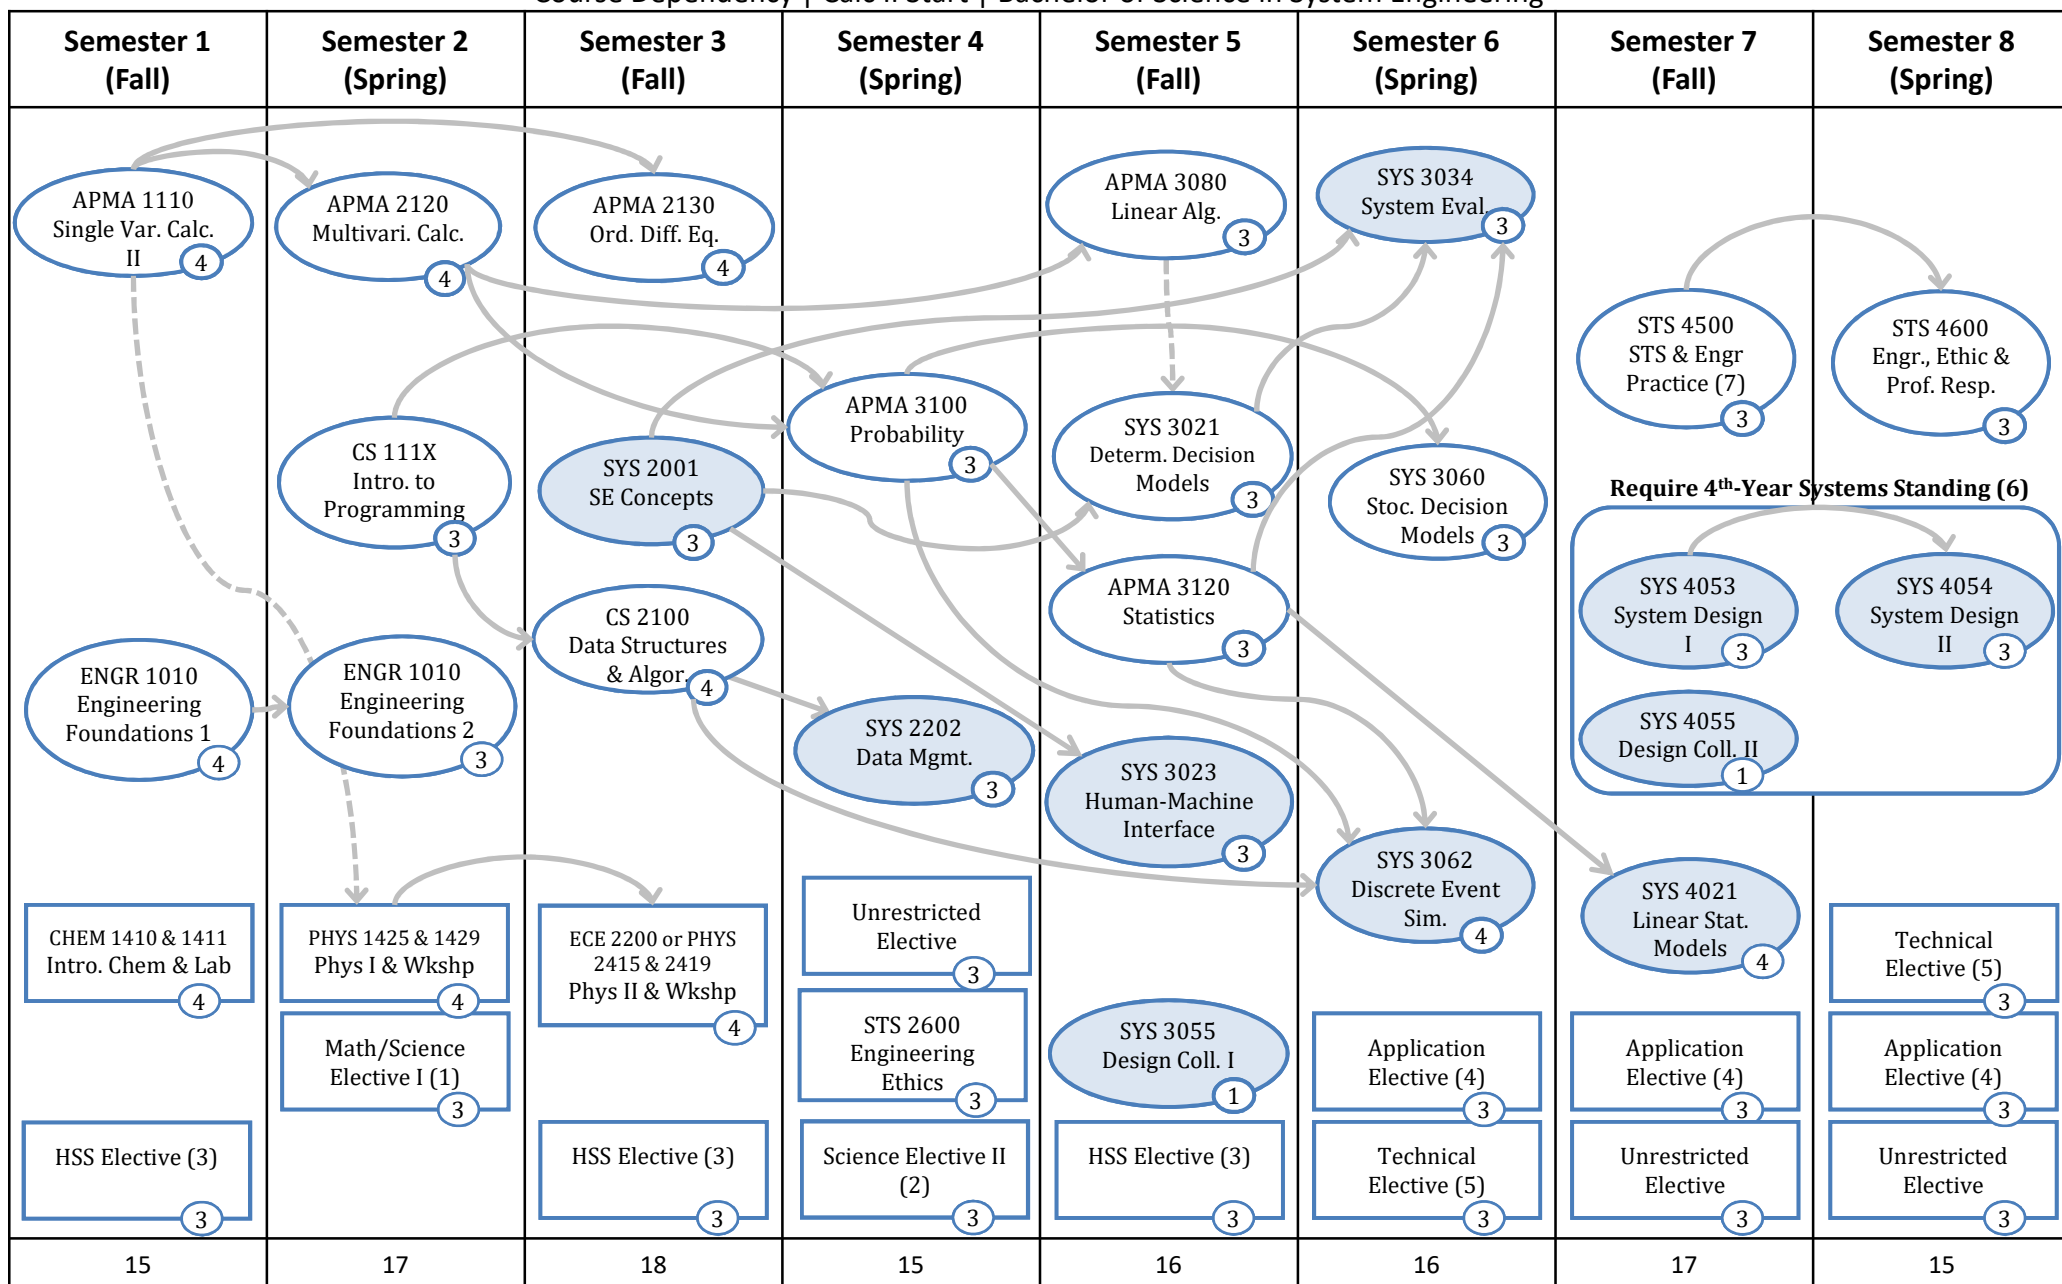 Course Dependency | Calc II Start | Bachelor of Science in System Engineering
Semester 1
(Fall)
Semester 2
(Spring)
Semester 3
(Fall)
Semester 4
(Spring)
Semester 5
(Fall)
Semester 6
(Spring)
Semester 7
(Fall)
Semester 8
(Spring)
APMA 1110
Single Var. Calc.
II
4
ENGR 1010
Engineering
Foundations 1
4
CHEM 1410 & 1411
Intro. Chem & Lab
4
HSS Elective (3)
3
APMA 2120
Multivari. Calc.
4
CS 111X
Intro. to
Programming
3
ENGR 1010
Engineering
Foundations 2
3
PHYS 1425 & 1429
Phys I & Wkshp
4
Math/Science
Elective I (1)
3
APMA 2130
Ord. Diff. Eq.
4
SYS 2001
SE Concepts
3
CS 2100
Data Structures
& Algor.
4
ECE 2200 or PHYS
2415 & 2419
Phys II & Wkshp
4
HSS Elective (3)
3
APMA 3100
Probability
3
SYS 2202
Data Mgmt.
3
Unrestricted
Elective
3
STS 2600
Engineering
Ethics
3
Science Elective II
(2)
3
APMA 3080
Linear Alg.
3
SYS 3021
Determ. Decision
Models
3
APMA 3120
Statistics
3
SYS 3023
Human-Machine
Interface
3
SYS 3055
Design Coll. I
1
HSS Elective (3)
3
SYS 3034
System Eval.
3
SYS 3060
Stoc. Decision
Models
3
SYS 3062
Discrete Event
Sim.
4
Application
Elective (4)
3
Technical
Elective (5)
3
STS 4500
STS & Engr
Practice (7)
3
STS 4600
Engr., Ethic &
Prof. Resp.
3
Require 4th-Year Systems Standing (6)
SYS 4053
System Design
I
3
SYS 4054
System Design
II
3
SYS 4055
Design Coll. II
1
SYS 4021
Linear Stat.
Models
4
Application
Elective (4)
3
Unrestricted
Elective
3
Technical
Elective (5)
3
Application
Elective (4)
3
Unrestricted
Elective
3
15
17
18
15
16
16
17
15